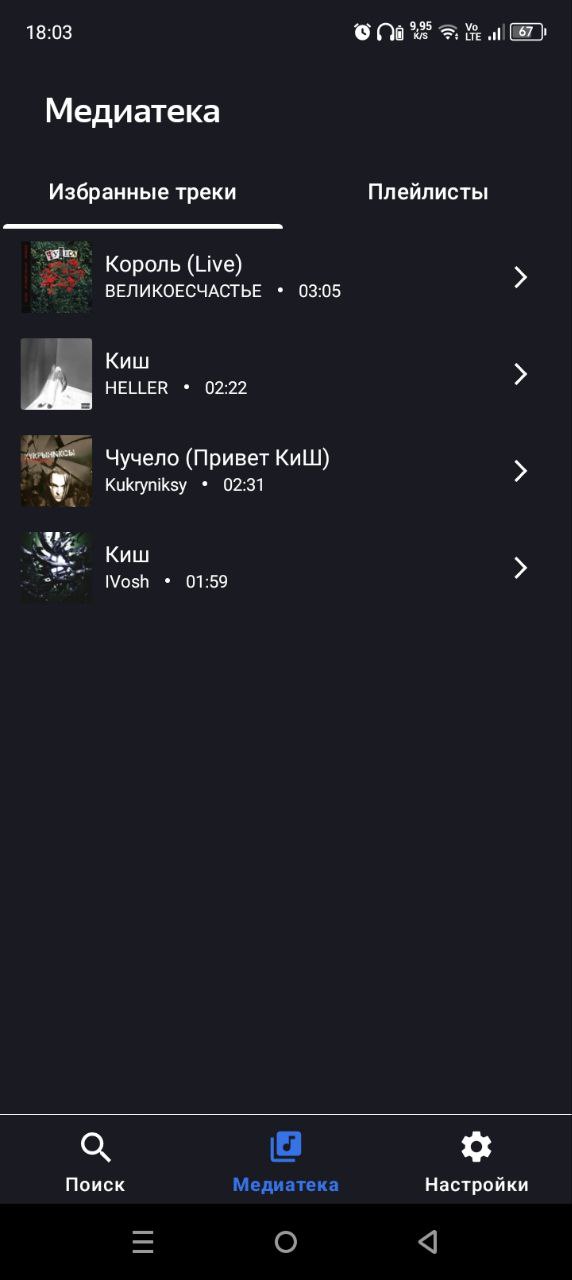 18:03 9,95 K/S Vo LTE 67
Медиатека
Избранные треки Плейлисты
Король (Live)
ВЕЛИКОЕСЧАСТЬЕ • 03:05
Киш
HELLER • 02:22
КУКРЫНИКСЫ
Чучело (Привет КиШ)
Kukryniksy • 02:31
Киш
IVosh • 01:59
Поиск Медиатека Настройки